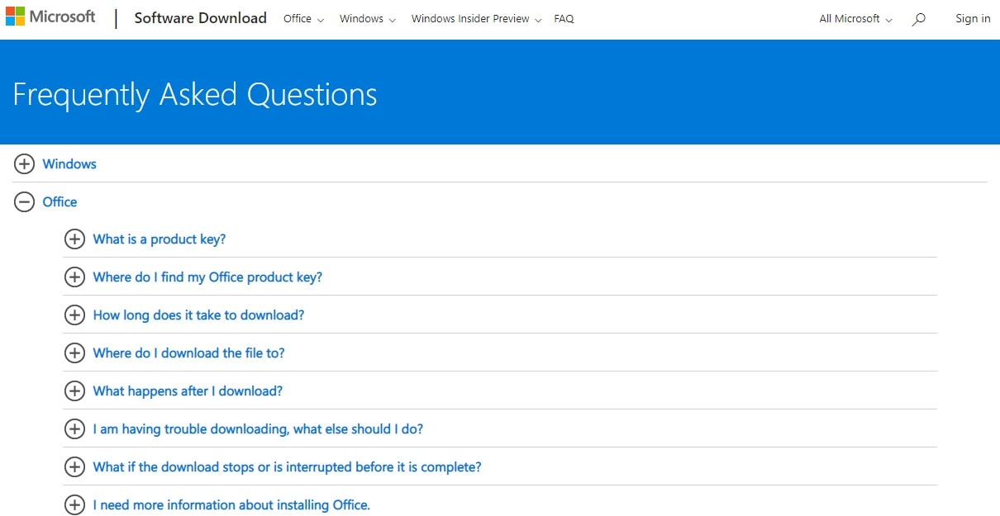 Microsoft | Software Download Office Windows Windows Insider Preview FAQ All Microsoft Sign in
Frequently Asked Questions
Windows
Office
What is a product key?
Where do I find my Office product key?
How long does it take to download?
Where do I download the file to?
What happens after I download?
I am having trouble downloading, what else should I do?
What if the download stops or is interrupted before it is complete?
I need more information about installing Office.